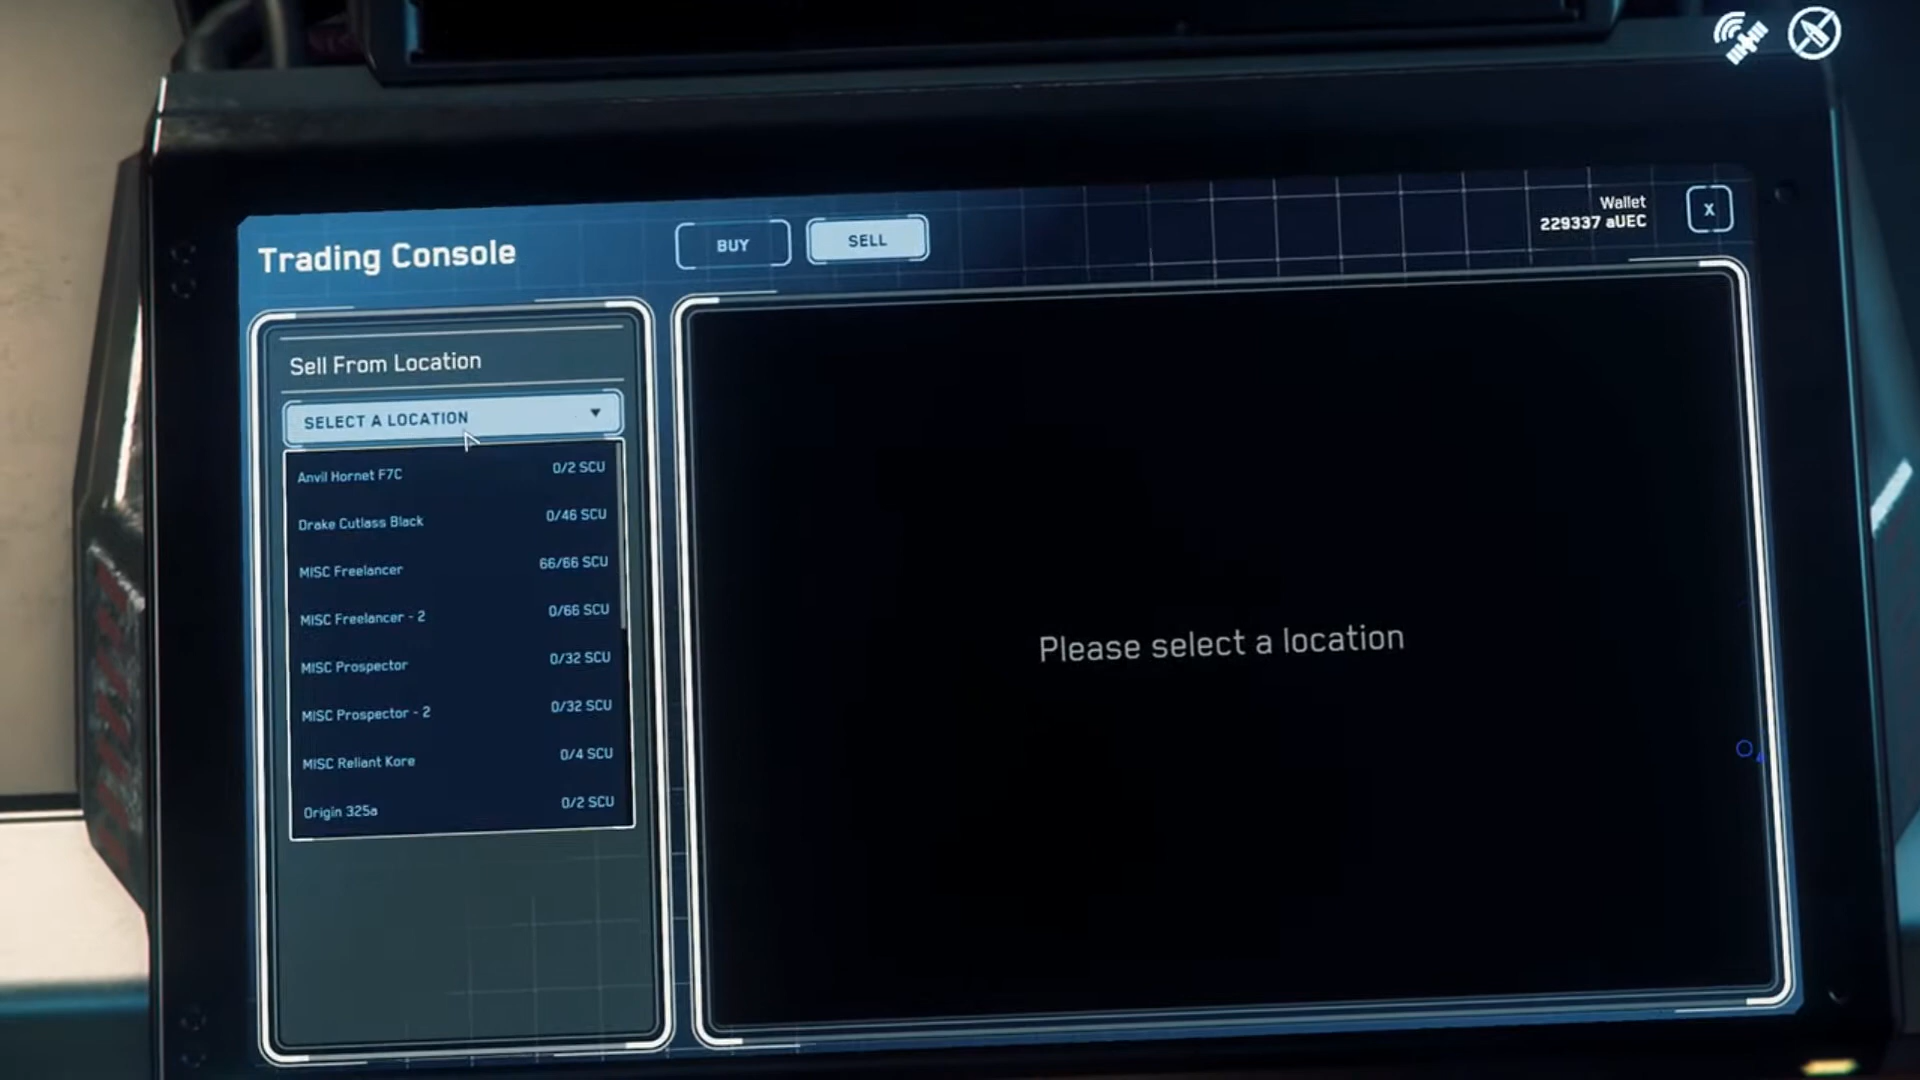 Trading Console
BUY
SELL
Wallet
229337 aUEC
X
Sell From Location
SELECT A LOCATION
Anvil Hornet F7C 0/2 SCU
Drake Cutlass Black 0/46 SCU
MISC Freelancer 66/66 SCU
MISC Freelancer - 2 0/66 SCU
MISC Prospector 0/32 SCU
MISC Prospector - 2 0/32 SCU
MISC Reliant Kore 0/4 SCU
Origin 325a 0/2 SCU
Please select a location